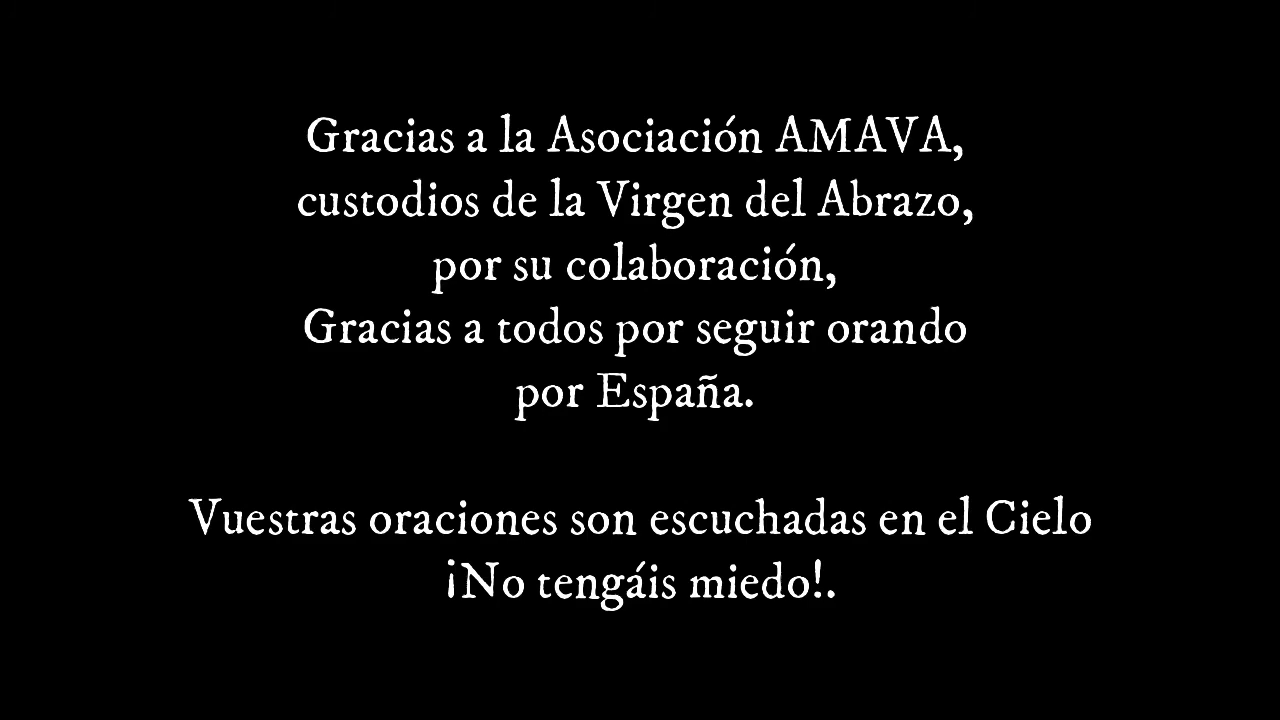 Gracias a la Asociación AMAVA,
custodios de la Virgen del Abrazo,
por su colaboración,
Gracias a todos por seguir orando
por España.
Vuestras oraciones son escuchadas en el Cielo
¡No tengáis miedo!.